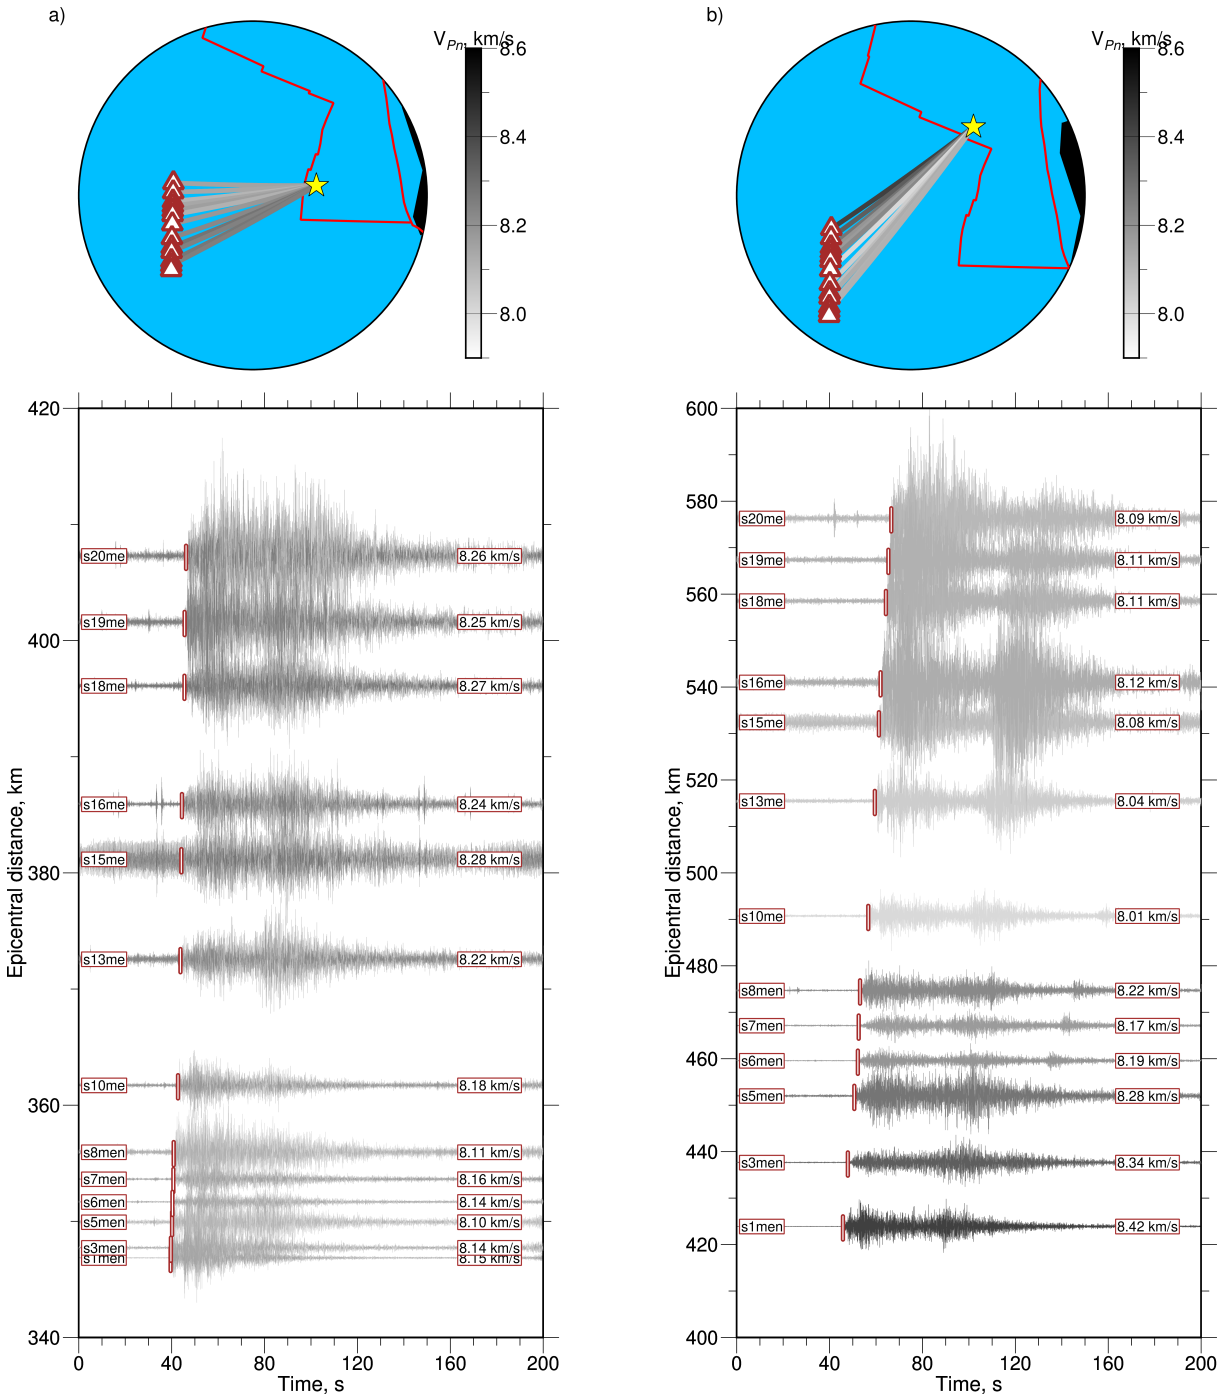 a)
V Pn, km/s
8.6
8.4
8.2
8.0
420
400
380
360
340
Epicentral distance, km
s20me 8.26 km/s
s19me 8.25 km/s
s18me 8.27 km/s
s16me 8.24 km/s
s15me 8.28 km/s
s13me 8.22 km/s
s10me 8.18 km/s
s8men 8.11 km/s
s7men 8.16 km/s
s6men 8.14 km/s
s5men 8.10 km/s
s3men 8.14 km/s
s1men 8.15 km/s
0 40 80 120 160 200
Time, s
b)
V Pn, km/s
8.6
8.4
8.2
8.0
600
580
560
540
520
500
480
460
440
420
400
Epicentral distance, km
s20me 8.09 km/s
s19me 8.11 km/s
s18me 8.11 km/s
s16me 8.12 km/s
s15me 8.08 km/s
s13me 8.04 km/s
s10me 8.01 km/s
s8men 8.22 km/s
s7men 8.17 km/s
s6men 8.19 km/s
s5men 8.28 km/s
s3men 8.34 km/s
s1men 8.42 km/s
0 40 80 120 160 200
Time, s